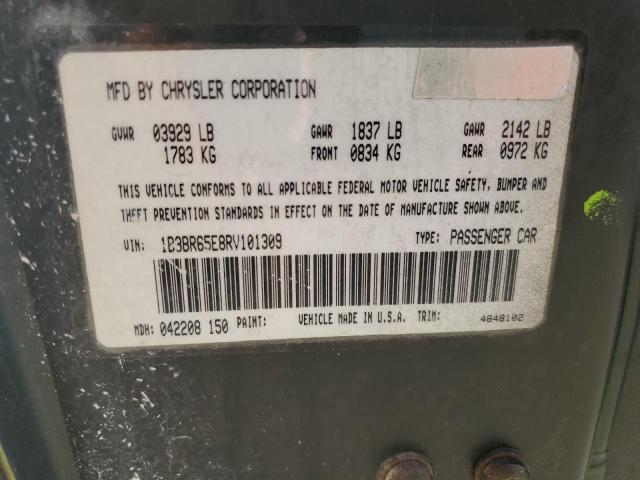 MFD BY CHRYSLER CORPORATION
GVWR 03929 LB GAWR 1837 LB GAWR 2142 LB
1783 KG FRONT 0834 KG REAR 0972 KG
THIS VEHICLE CONFORMS TO ALL APPLICABLE FEDERAL MOTOR VEHICLE SAFETY, BUMPER AND
THEFT PREVENTION STANDARDS IN EFFECT ON THE DATE OF MANUFACTURE SHOWN ABOVE.
VIN: 1B3BR65E8RV101309 TYPE: PASSENGER CAR
MDH: 042208 150 PAINT: VEHICLE MADE IN U.S.A. TRIM: 4648102